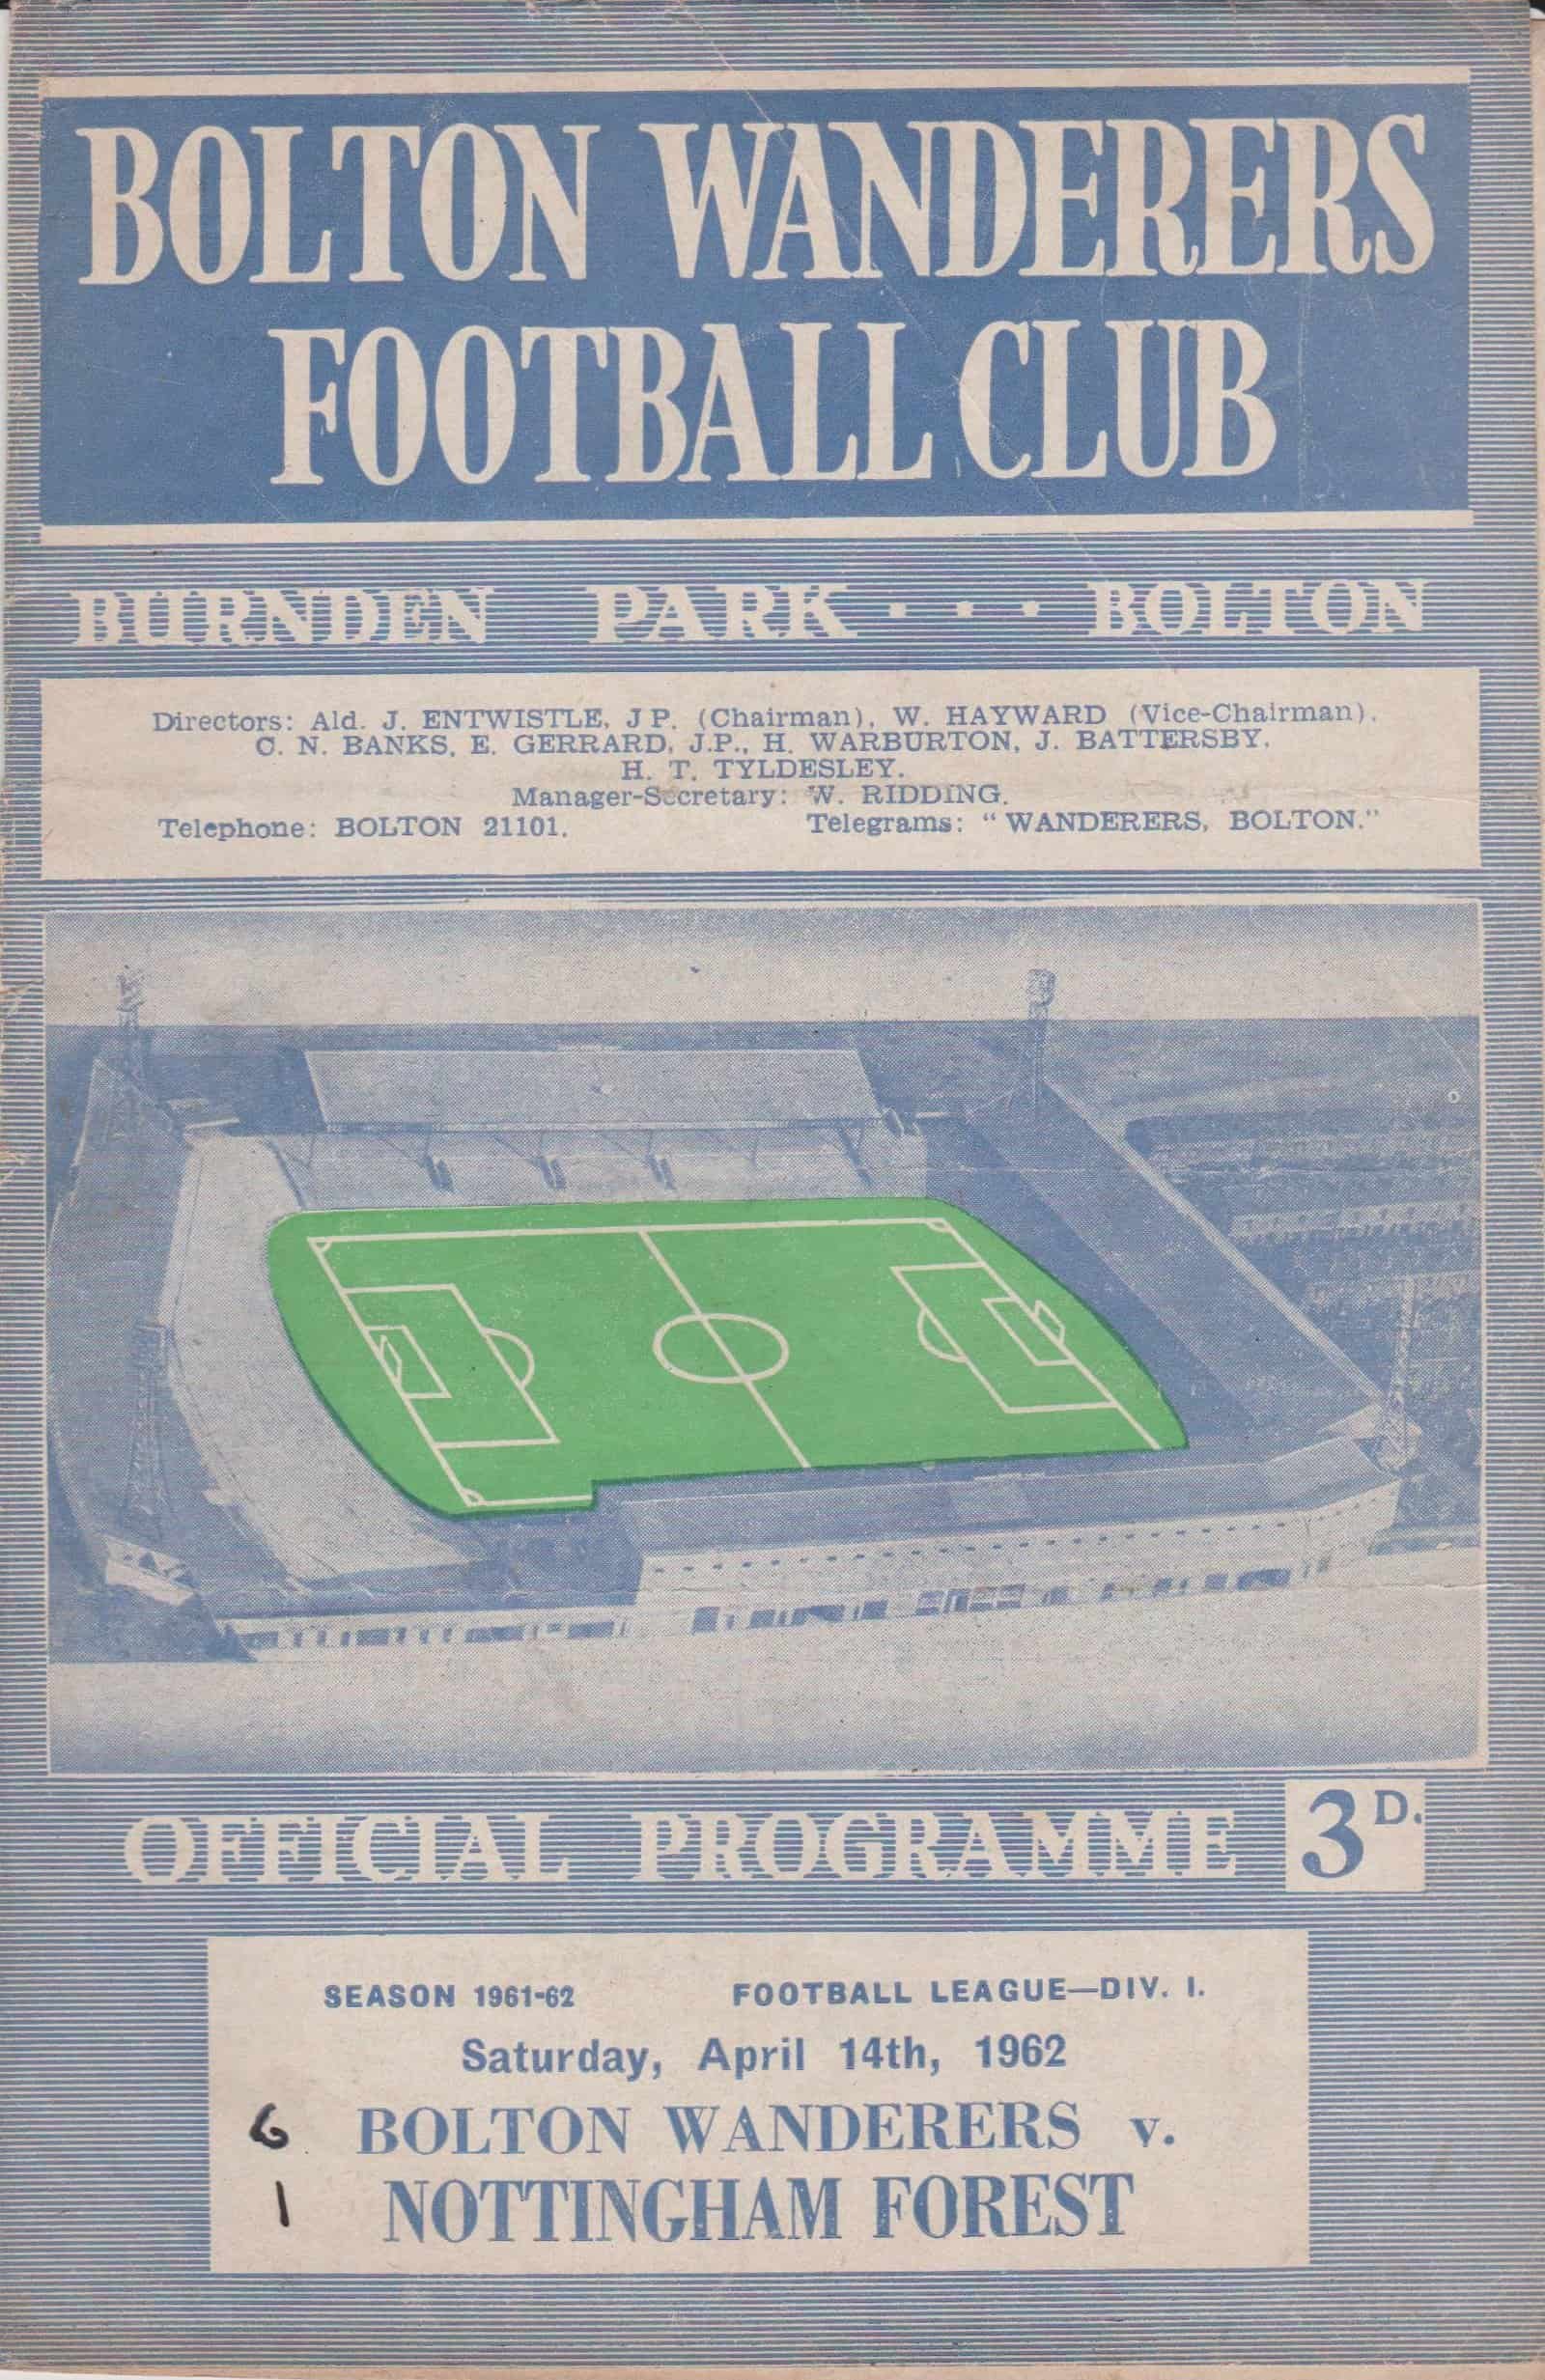 BOLTON WANDERERS
FOOTBALL CLUB
BURNDEN PARK . . . BOLTON
Directors: Ald. J. ENTWISTLE, J P. (Chairman), W. HAYWARD (Vice-Chairman),
C. N. BANKS, E. GERRARD, J.P., H. WARBURTON, J. BATTERSBY,
H. T. TYLDESLEY.
Manager-Secretary: W. RIDDING.
Telephone: BOLTON 21101. Telegrams: "WANDERERS, BOLTON."
OFFICIAL PROGRAMME 3D.
SEASON 1961-62 FOOTBALL LEAGUE—DIV. I.
Saturday, April 14th, 1962
6 BOLTON WANDERERS v.
1 NOTTINGHAM FOREST